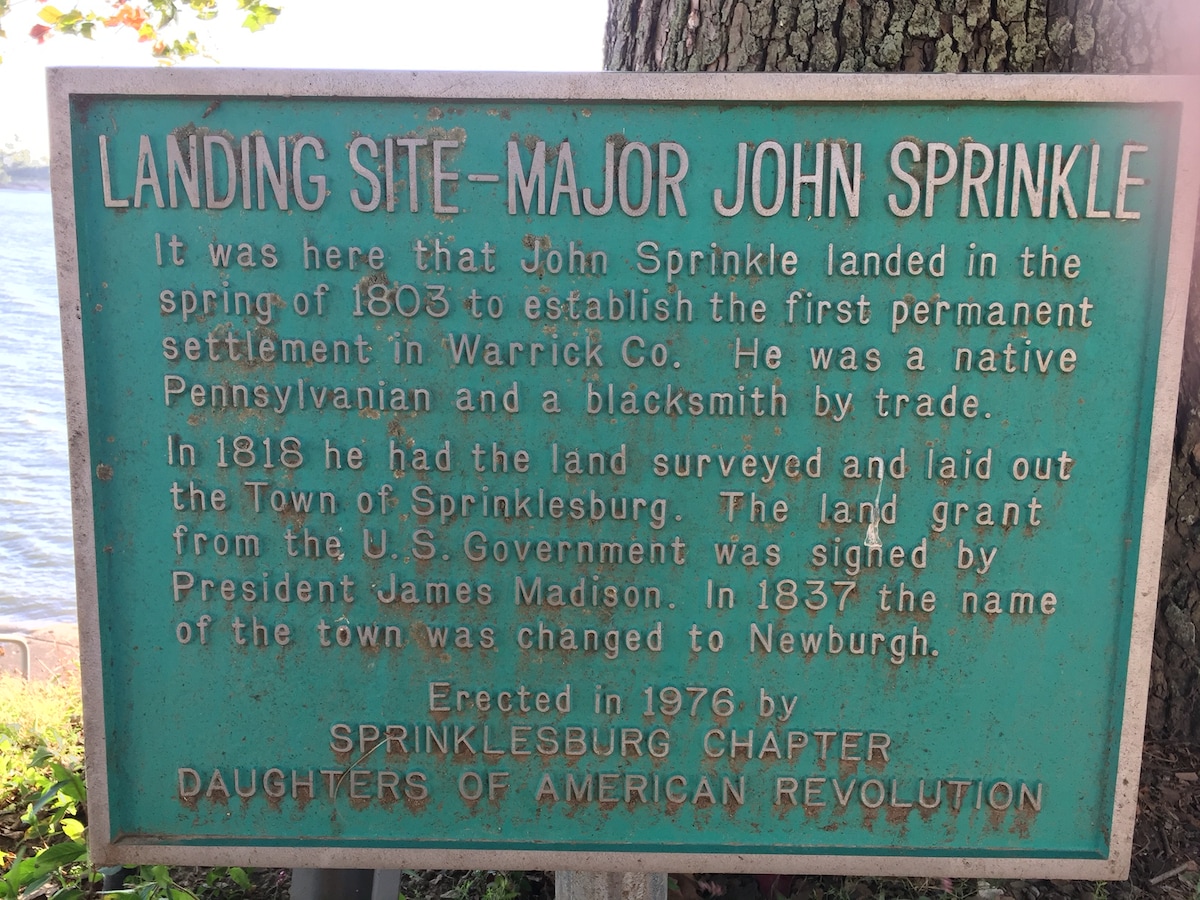 LANDING SITE-MAJOR JOHN SPRINKLE
It was here that John Sprinkle landed in the
spring of 1803 to establish the first permanent
settlement in Warrick Co. He was a native
Pennsylvanian and a blacksmith by trade.
In 1818 he had the land surveyed and laid out
the Town of Sprinklesburg. The land grant
from the U.S. Government was signed by
President James Madison. In 1837 the name
of the town was changed to Newburgh.
Erected in 1976 by
SPRINKLESBURG CHAPTER
DAUGHTERS OF AMERICAN REVOLUTION